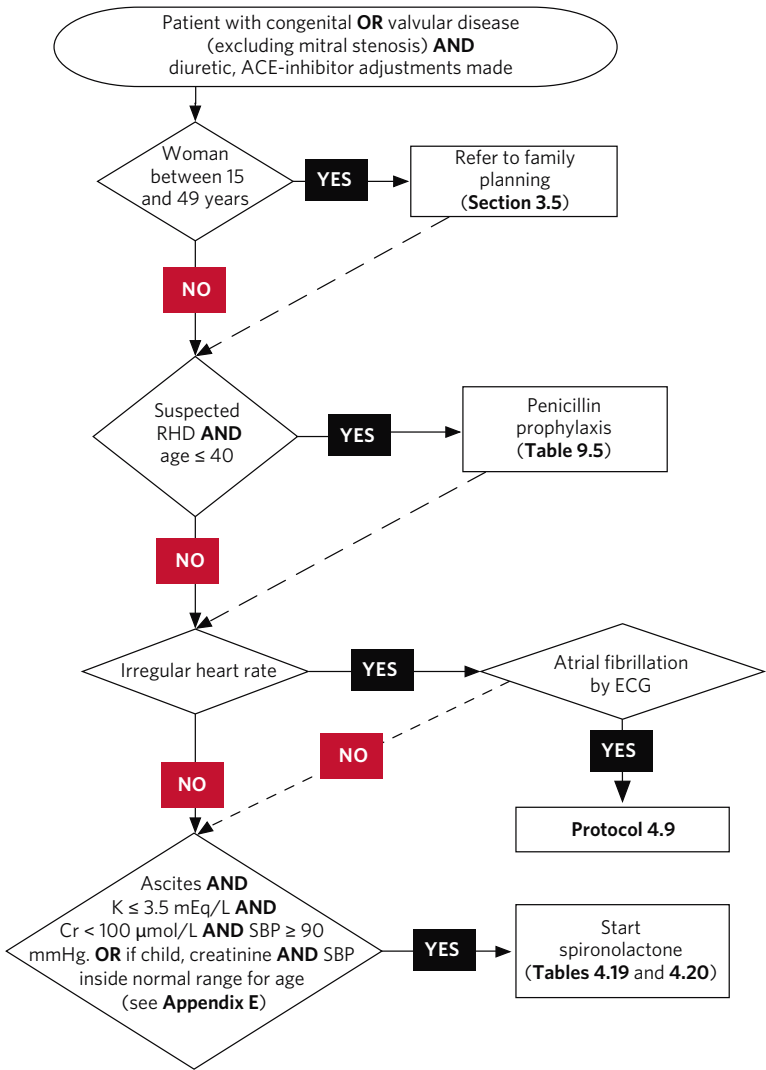 Patient with congenital OR valvular disease
(excluding mitral stenosis) AND
diuretic, ACE-inhibitor adjustments made
Woman
between 15
and 49 years
YES
Refer to family
planning
(Section 3.5)
NO
Suspected
RHD AND
age ≤ 40
YES
Penicillin
prophylaxis
(Table 9.5)
NO
Irregular heart rate
YES
Atrial fibrillation
by ECG
NO
NO
YES
Protocol 4.9
Ascites AND
K ≤ 3.5 mEq/L AND
Cr < 100 µmol/L AND SBP ≥ 90
mmHg. OR if child, creatinine AND SBP
inside normal range for age
(see Appendix E)
YES
Start
spironolactone
(Tables 4.19 and 4.20)